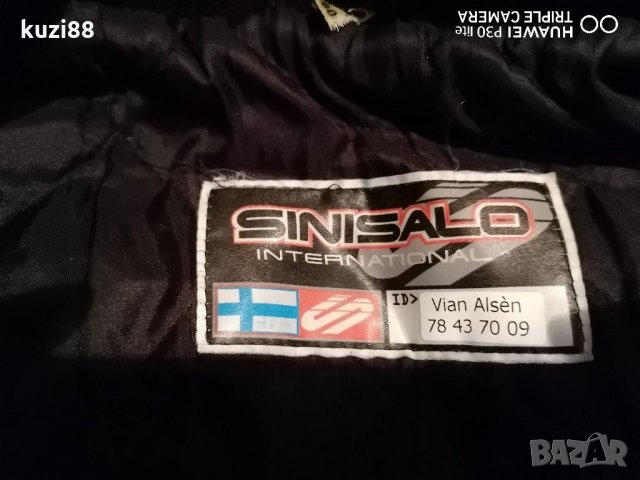 kuzi88
HUAWEI P30 lite
TRIPLE CAMERA
SINISALO
INTERNATIONAL
ID> Vian Alsèn
78 43 70 09
BAZAR